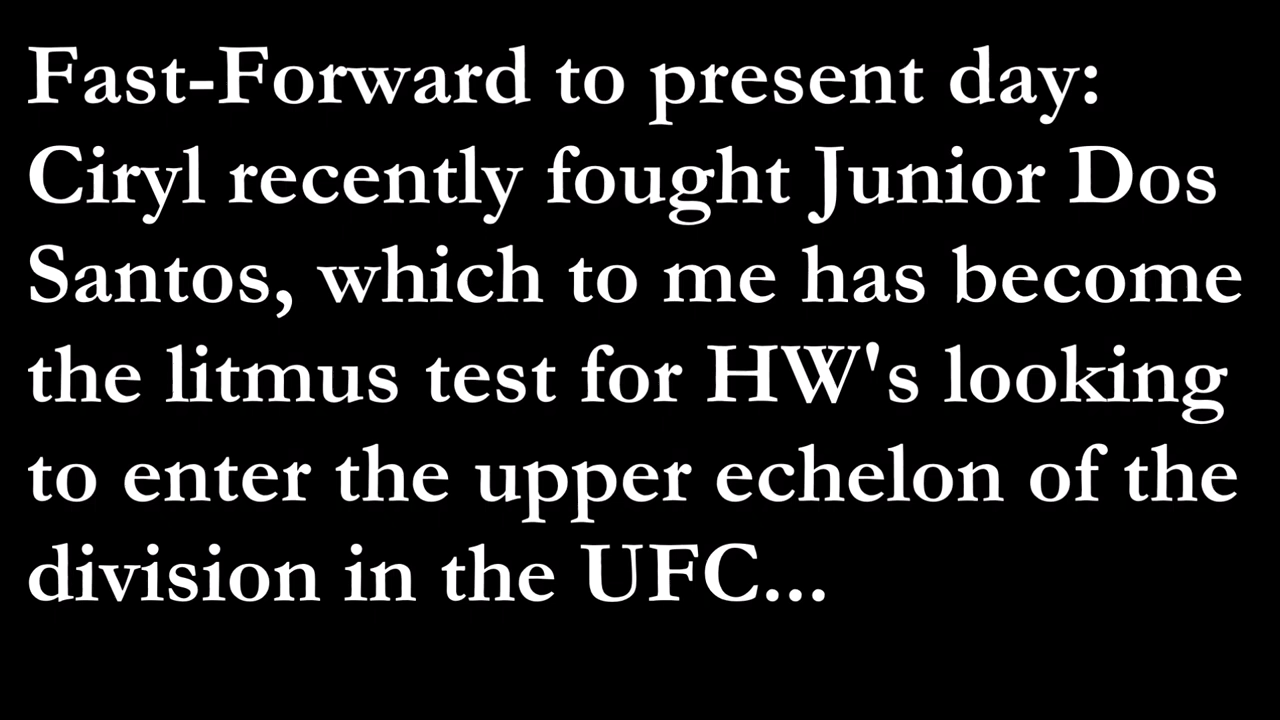 Fast-Forward to present day:
Ciryl recently fought Junior Dos
Santos, which to me has become
the litmus test for HW's looking
to enter the upper echelon of the
division in the UFC...